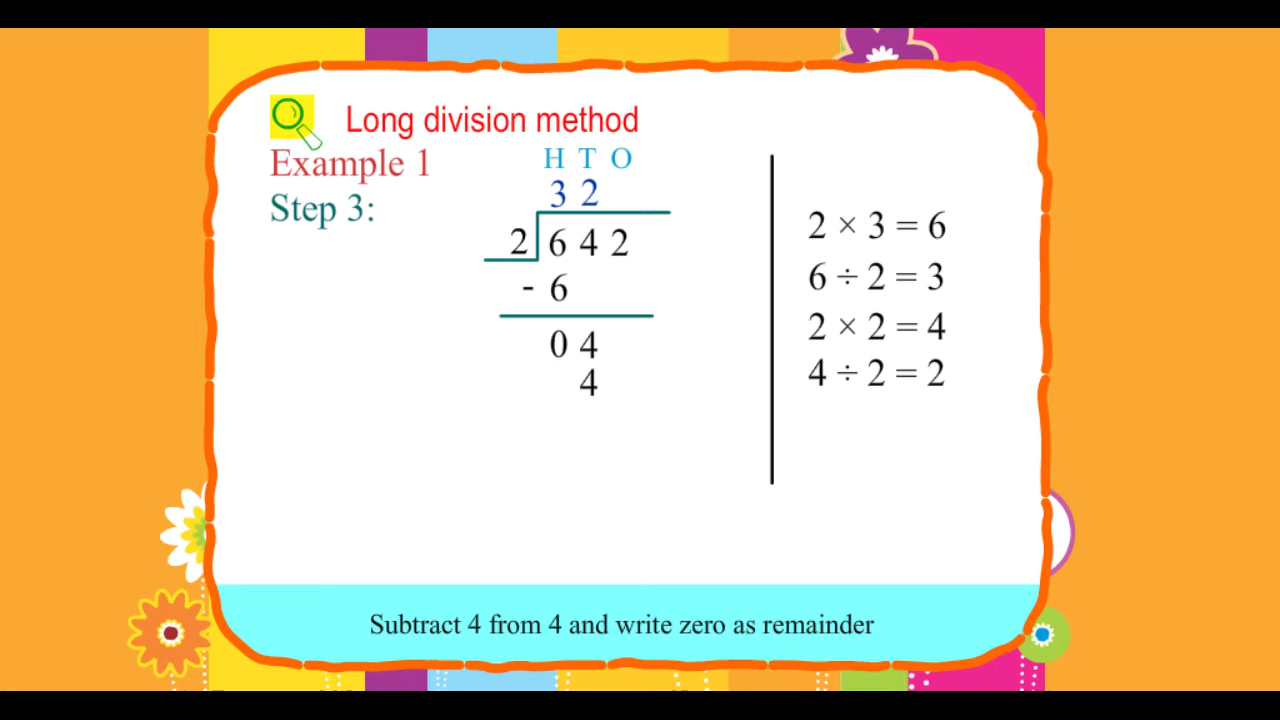 Long division method
Example 1
H T O
Step 3:
3 2
2 6 4 2
- 6
0 4
4
2 × 3 = 6
6 ÷ 2 = 3
2 × 2 = 4
4 ÷ 2 = 2
Subtract 4 from 4 and write zero as remainder